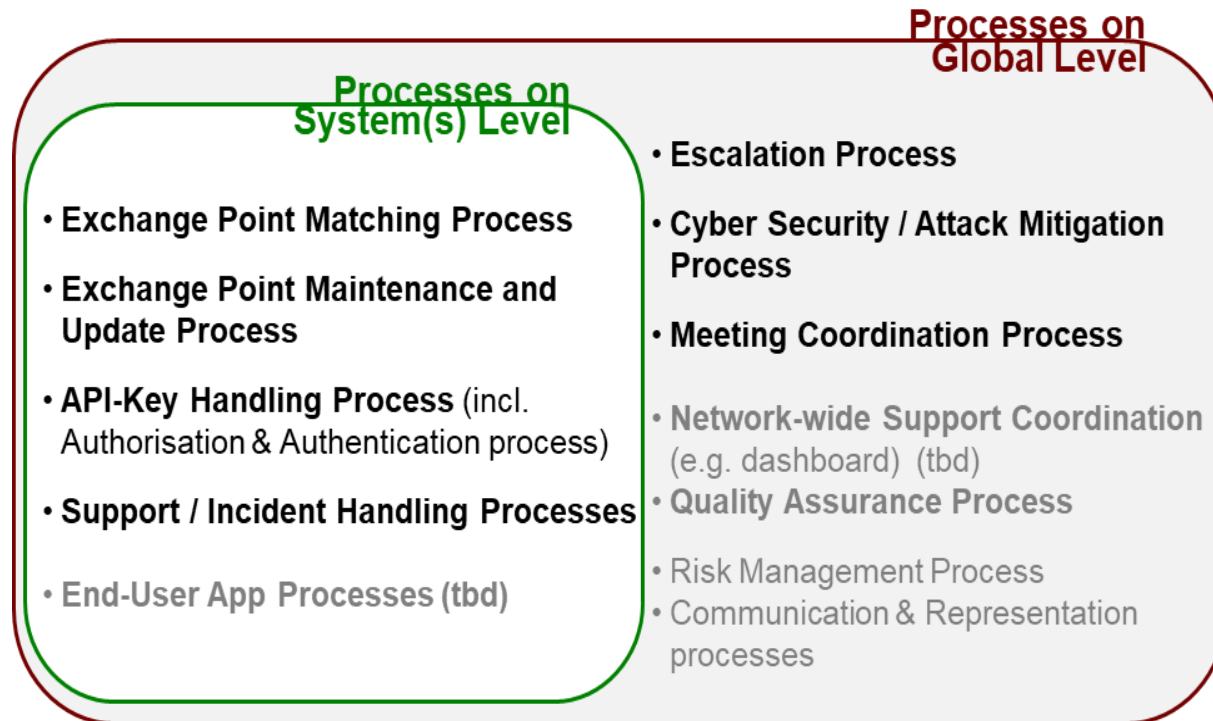 Processes on
Global Level
Processes on
System(s) Level
• Exchange Point Matching Process
• Exchange Point Maintenance and
Update Process
• API-Key Handling Process (incl.
Authorisation & Authentication process)
• Support / Incident Handling Processes
• End-User App Processes (tbd)
• Escalation Process
• Cyber Security / Attack Mitigation
Process
• Meeting Coordination Process
• Network-wide Support Coordination
(e.g. dashboard) (tbd)
• Quality Assurance Process
• Risk Management Process
• Communication & Representation
processes